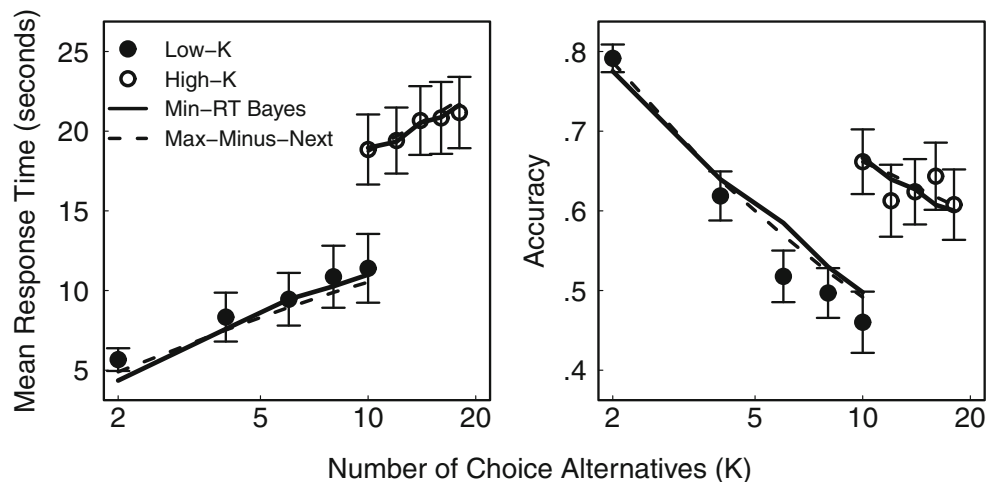 Mean Response Time (seconds)
25
20
15
10
5
Low−K
High−K
Min−RT Bayes
Max−Minus−Next
2
5
10
20
Accuracy
.8
.7
.6
.5
.4
2
5
10
20
Number of Choice Alternatives (K)